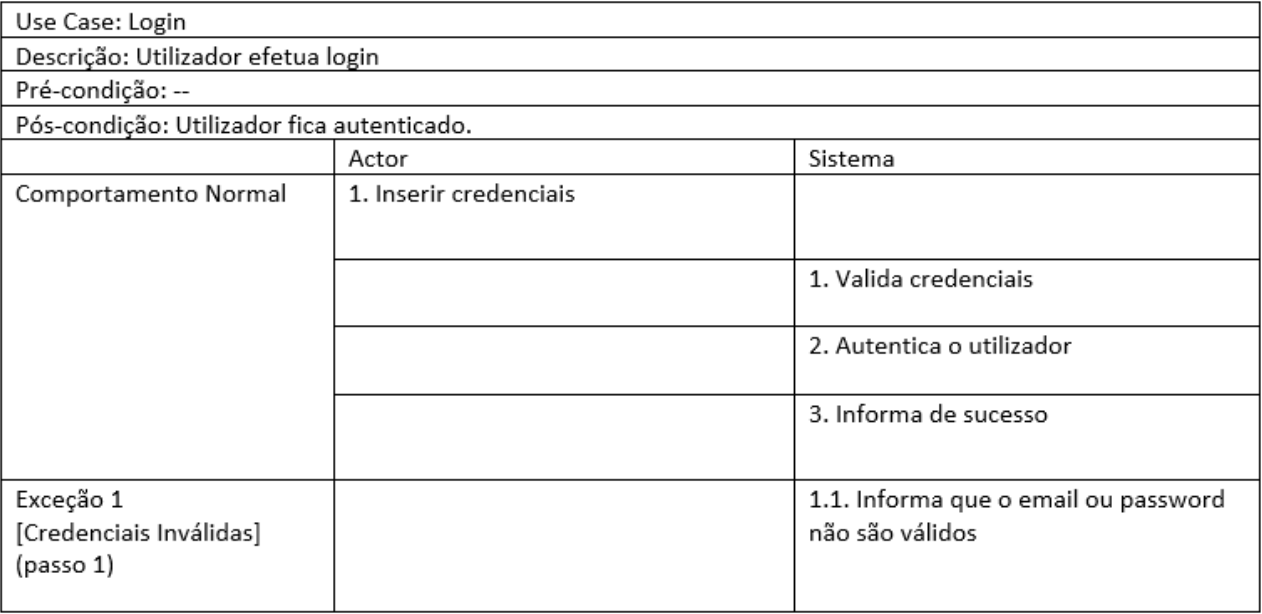 Use Case: Login
Descrição: Utilizador efetua login
Pré-condição: --
Pós-condição: Utilizador fica autenticado.
Actor
Sistema
Comportamento Normal
1. Inserir credenciais
1. Valida credenciais
2. Autentica o utilizador
3. Informa de sucesso
Exceção 1
[Credenciais Inválidas]
(passo 1)
1.1. Informa que o email ou password
não são válidos